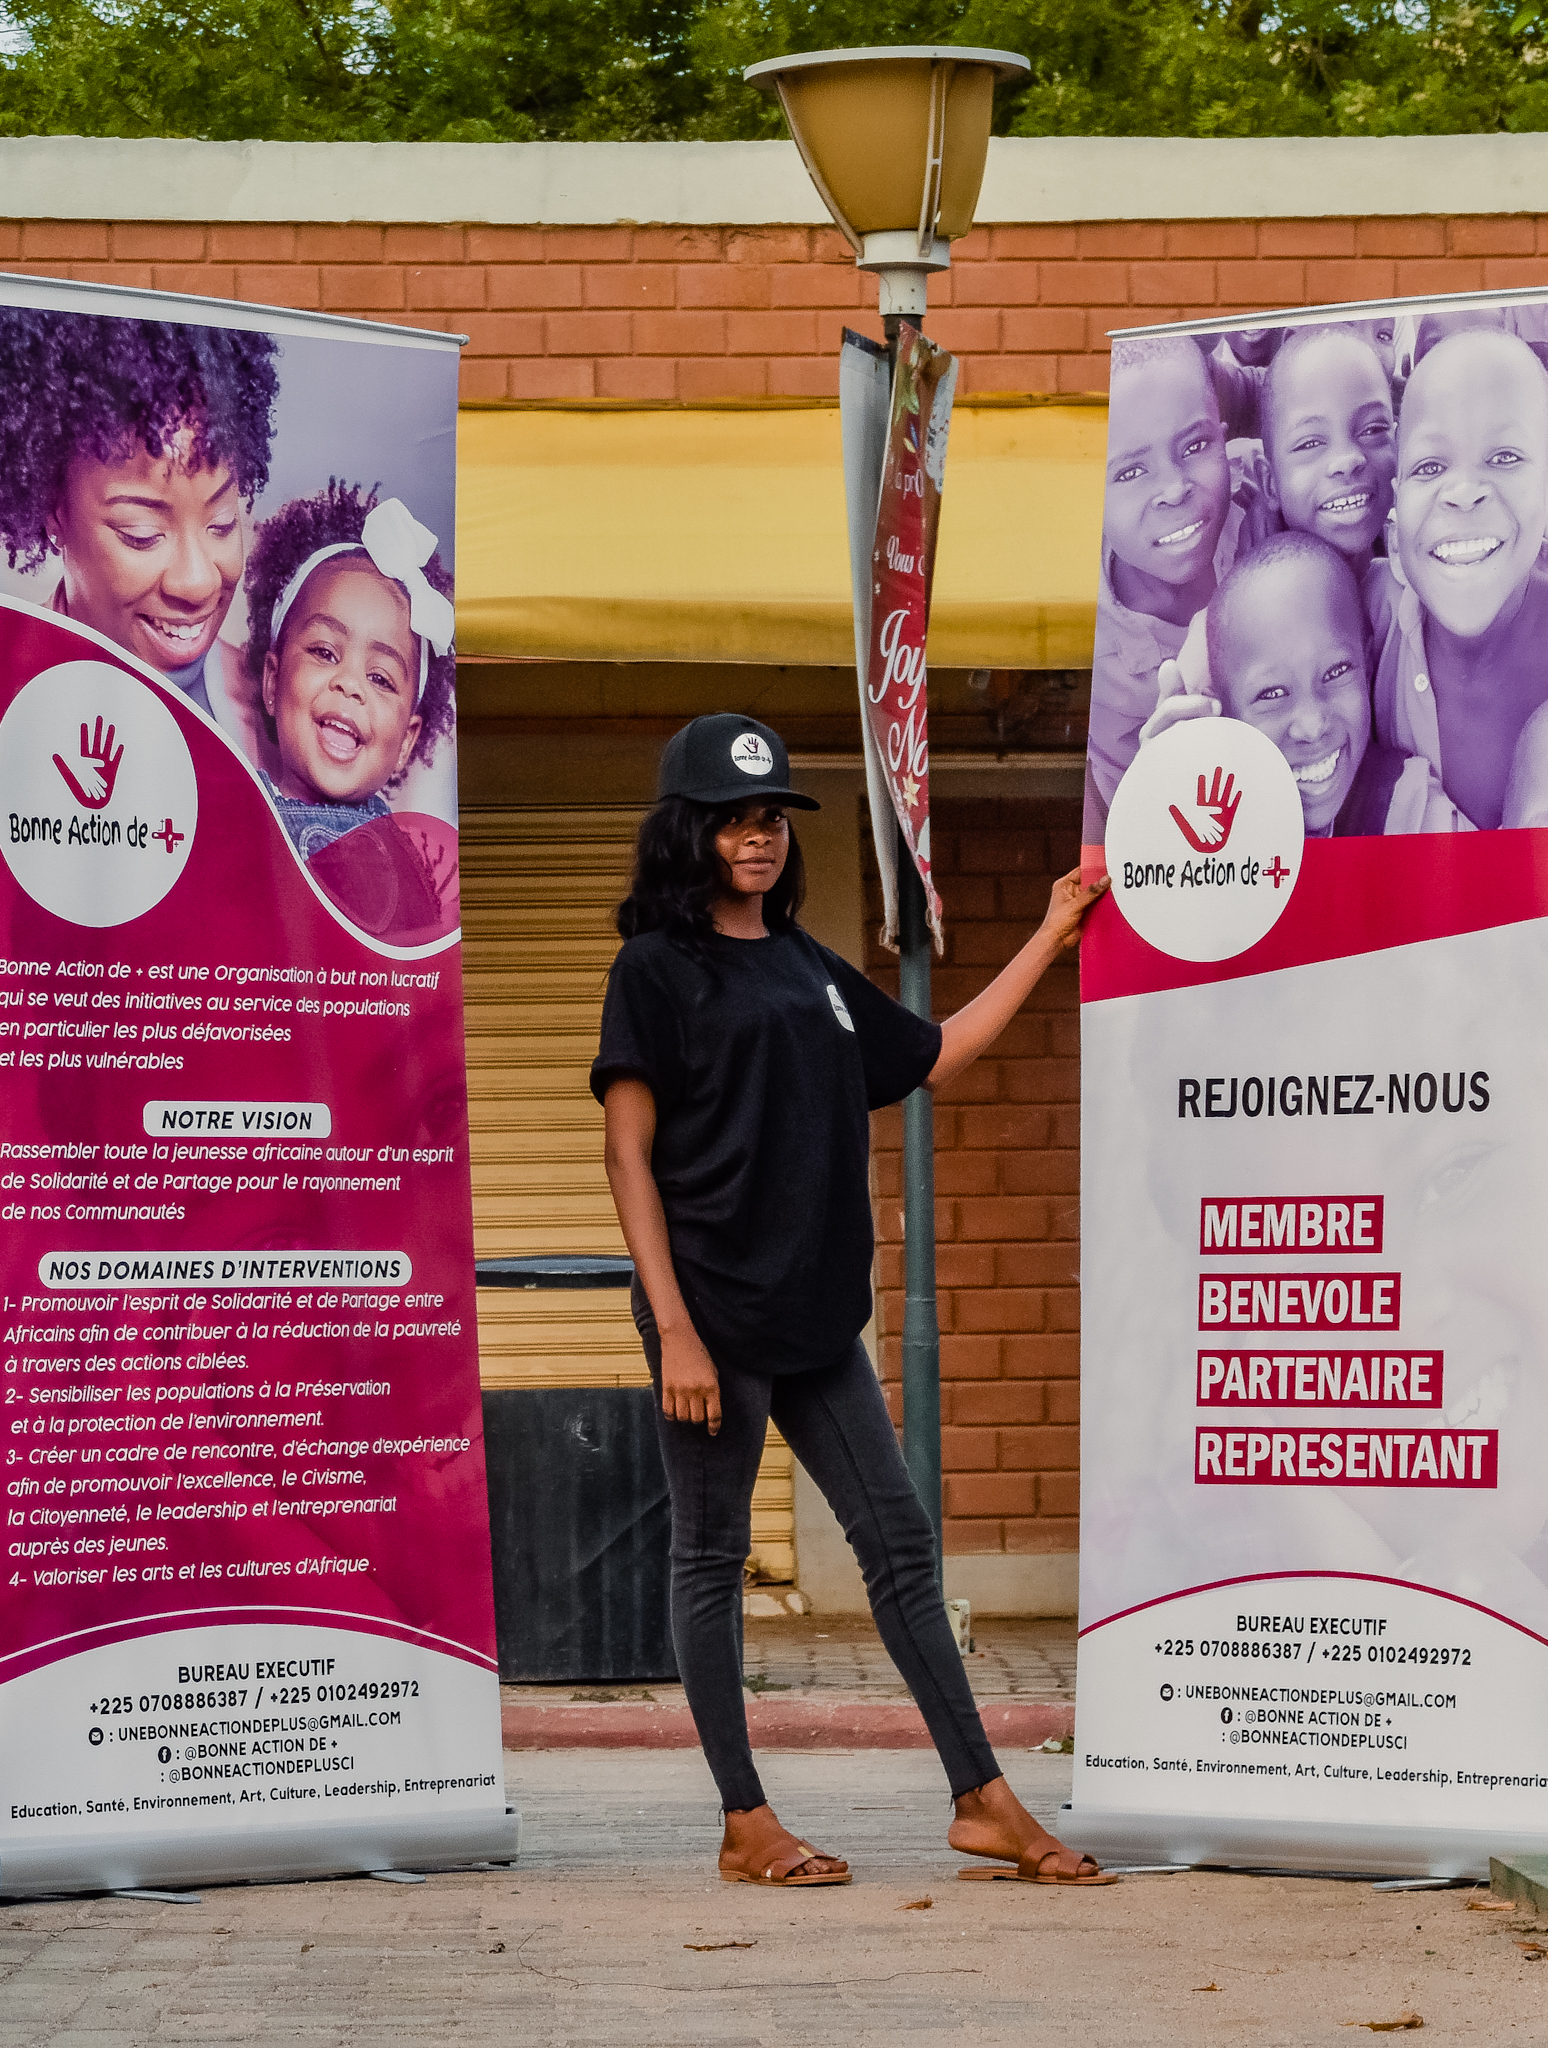 Bonne Action de +
Bonne Action de + est une Organisation à but non lucratif
qui se veut des initiatives au service des populations
en particulier les plus défavorisées
et les plus vulnérables
NOTRE VISION
Rassembler toute la jeunesse africaine autour d'un esprit
de Solidarité et de Partage pour le rayonnement
de nos Communautés
NOS DOMAINES D'INTERVENTIONS
1- Promouvoir l'esprit de Solidarité et de Partage entre
Africains afin de contribuer à la réduction de la pauvreté
à travers des actions ciblées.
2- Sensibiliser les populations à la Préservation
et à la protection de l'environnement.
3- Créer un cadre de rencontre, d'échange d'expérience
afin de promouvoir l'excellence, le Civisme,
la Citoyenneté, le leadership et l'entreprenariat
auprès des jeunes.
4- Valoriser les arts et les cultures d'Afrique .
BUREAU EXECUTIF
+225 0708886387 / +225 0102492972
: UNEBONNEACTIONDEPLUS@GMAIL.COM
: @BONNE ACTION DE +
: @BONNEACTIONDEPLUSCI
Education, Santé, Environnement, Art, Culture, Leadership, Entreprenariat
Vous
Joy
No
Bonne Action de +
Bonne Action de +
REJOIGNEZ-NOUS
MEMBRE
BENEVOLE
PARTENAIRE
REPRESENTANT
BUREAU EXECUTIF
+225 0708886387 / +225 0102492972
: UNEBONNEACTIONDEPLUS@GMAIL.COM
: @BONNE ACTION DE +
: @BONNEACTIONDEPLUSCI
Education, Santé, Environnement, Art, Culture, Leadership, Entreprenaria